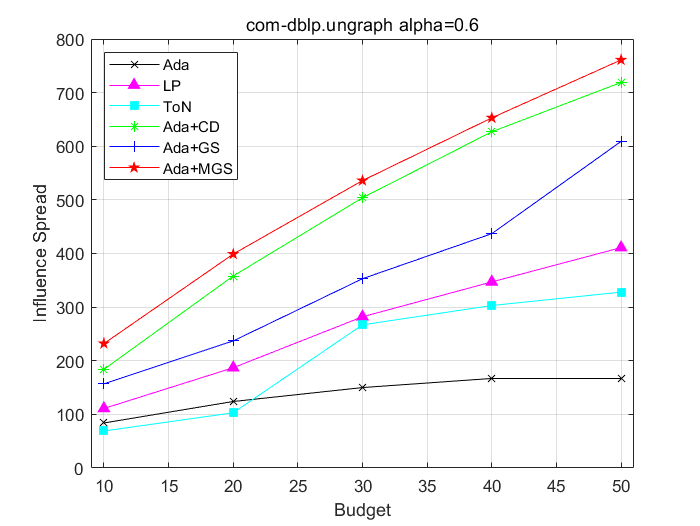 com-dblp.ungraph alpha=0.6
800
700
600
500
400
300
200
100
0
Influence Spread
Ada
LP
ToN
Ada+CD
Ada+GS
Ada+MGS
10 15 20 25 30 35 40 45 50
Budget